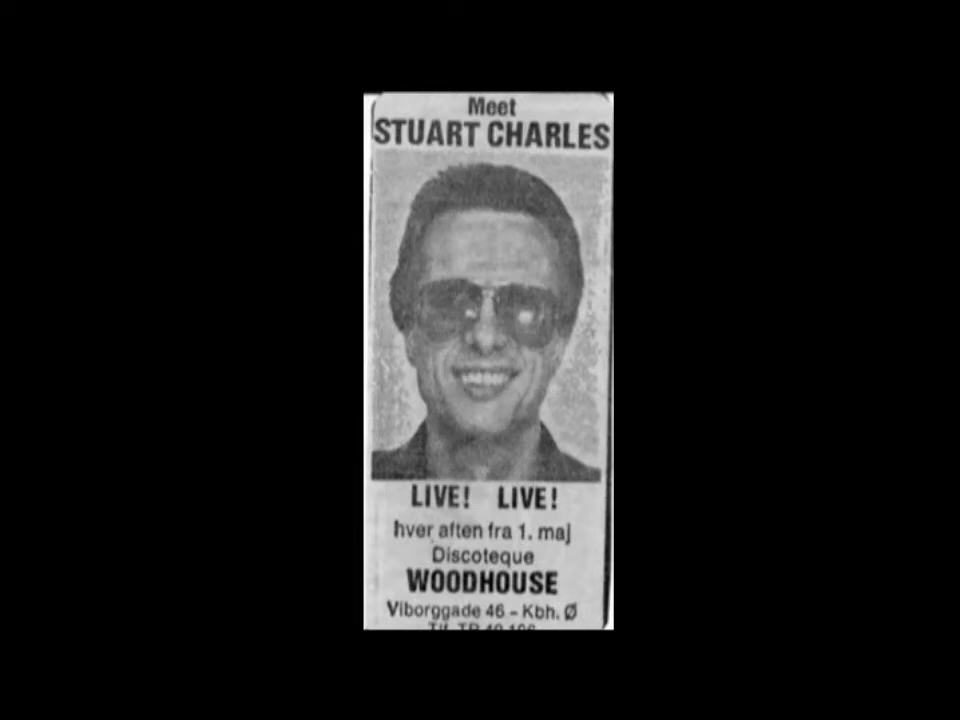 Meet
STUART CHARLES
LIVE! LIVE!
hver aften fra 1. maj
Discoteque
WOODHOUSE
Viborggade 46 - Kbh. Ø